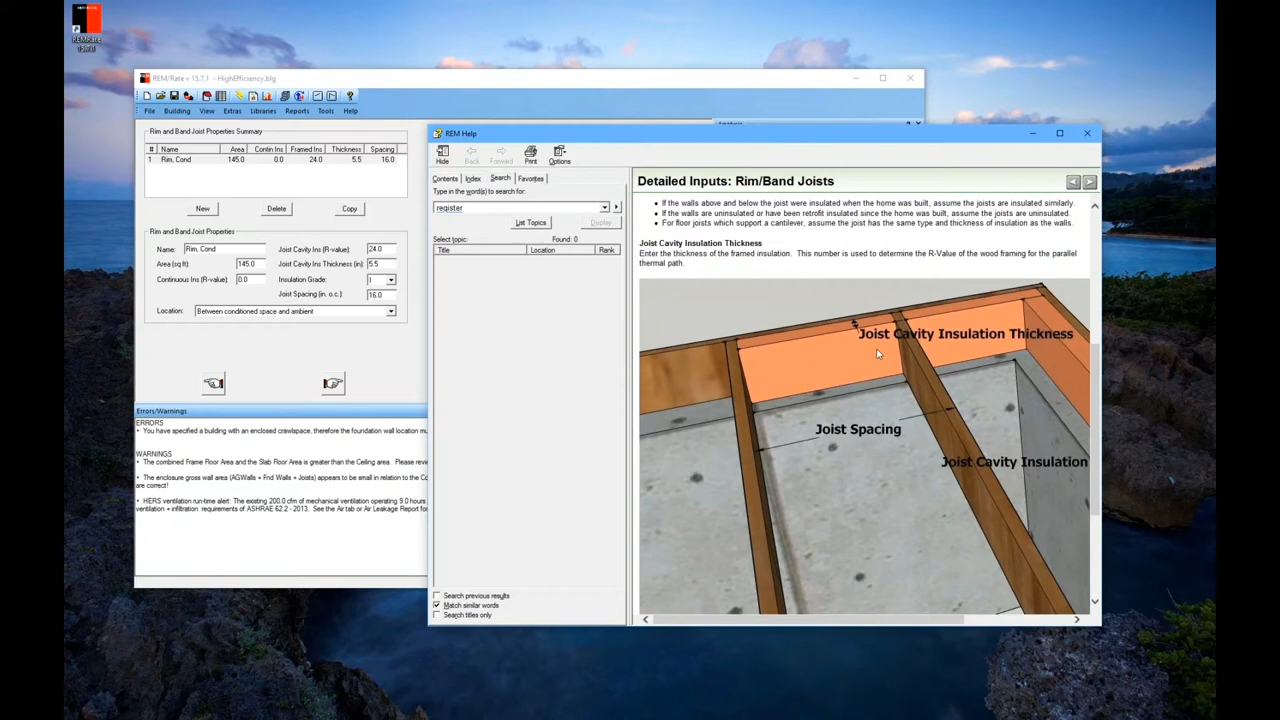 REM/Rate
REM/Rate v 15.7.1 - HighEfficiency.blg
File Building View Extras Libraries Reports Tools Help
Rim and Band Joist Properties Summary
# Name Area Contin Ins Framed Ins Thickness Spacing
1 Rim, Cond 145.0 0.0 24.0 5.5 16.0
New Delete Copy
Rim and Band Joist Properties
Name: Rim, Cond Joist Cavity Ins (R-value): 24.0
Area (sq ft): 145.0 Joist Cavity Ins Thickness (in): 5.5
Continuous Ins (R-value): 0.0 Insulation Grade: I
Joist Spacing (in. o.c.): 16.0
Location: Between conditioned space and ambient
Errors/Warnings
ERRORS
• You have specified a building with an enclosed crawlspace, therefore the foundation wall location mu
WARNINGS
• The combined Frame Floor Area and the Slab Floor Area is greater than the Ceiling area. Please revie
• The enclosure gross wall area (AGWalls + Fnd Walls + Joists) appears to be small in relation to the Co
are correct!
• HERS ventilation run-time alert: The existing 200.0 cfm of mechanical ventilation operating 9.0 hours
ventilation + infiltration requirements of ASHRAE 62.2 - 2013. See the Air tab or Air Leakage Report for
REM Help
Hide Back Forward Print Options
Contents Index Search Favorites
Type in the word(s) to search for:
register
List Topics Display
Select topic: Found: 0
Title Location Rank
Search previous results
Match similar words
Search titles only
Detailed Inputs: Rim/Band Joists
• If the walls above and below the joist were insulated when the home was built, assume the joists are insulated similarly.
• If the walls are uninsulated or have been retrofit insulated since the home was built, assume the joists are uninsulated.
• For floor joists which support a cantilever, assume the joist has the same type and thickness of insulation as the walls.
Joist Cavity Insulation Thickness
Enter the thickness of the framed insulation. This number is used to determine the R-Value of the wood framing for the parallel
thermal path.
Joist Cavity Insulation Thickness
Joist Spacing
Joist Cavity Insulation